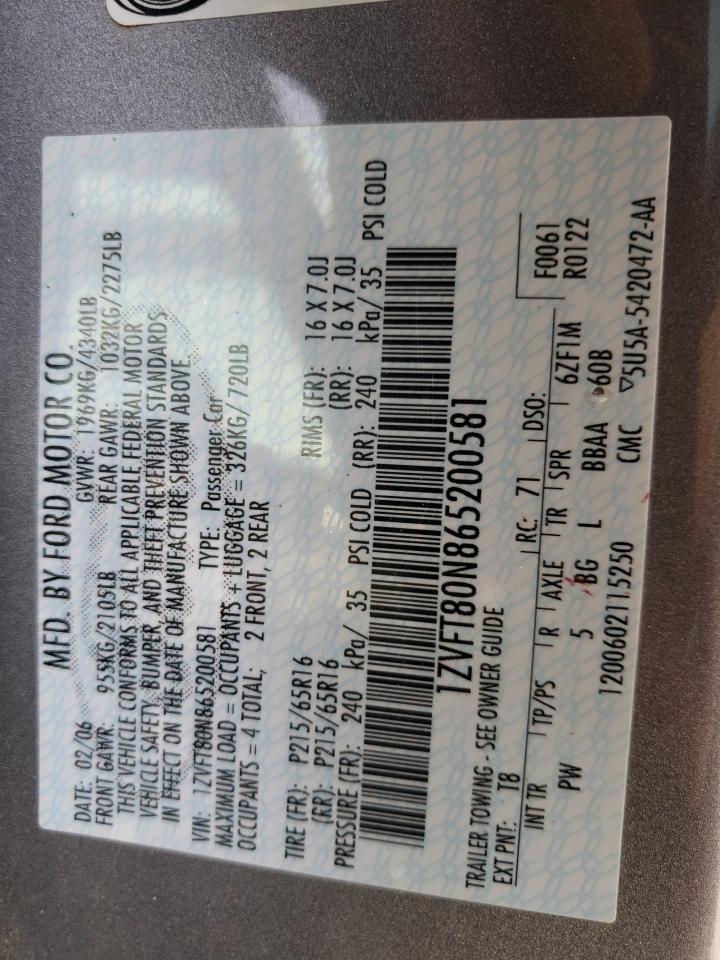 MFD. BY FORD MOTOR CO.
DATE: 02/06 GVWR: 1969KG/4340LB
FRONT GAWR: 955KG/2105LB REAR GAWR: 1032KG/2275LB
THIS VEHICLE CONFORMS TO ALL APPLICABLE FEDERAL MOTOR
VEHICLE SAFETY, BUMPER, AND THEFT PREVENTION STANDARDS
IN EFFECT ON THE DATE OF MANUFACTURE SHOWN ABOVE.
VIN: 1ZVFT80N865200581 TYPE: Passenger Car
MAXIMUM LOAD = OCCUPANTS + LUGGAGE = 326KG/ 720LB
OCCUPANTS = 4 TOTAL; 2 FRONT, 2 REAR
TIRE (FR): P215/65R16 RIMS (FR): 16 X 7.0J
(RR): P215/65R16 (RR): 16 X 7.0J
PRESSURE (FR): 240 kPa/ 35 PSI COLD (RR): 240 kPa/ 35 PSI COLD
1ZVFT80N865200581
TRAILER TOWING - SEE OWNER GUIDE
EXT PNT: T8 RC: 71 DSO: F0061
INT TR TP/PS R AXLE TR SPR 6ZF1M R0122
PW 5 BG L BBAA 60B
1200602115250 CMC ▽5U5A-5420472-AA